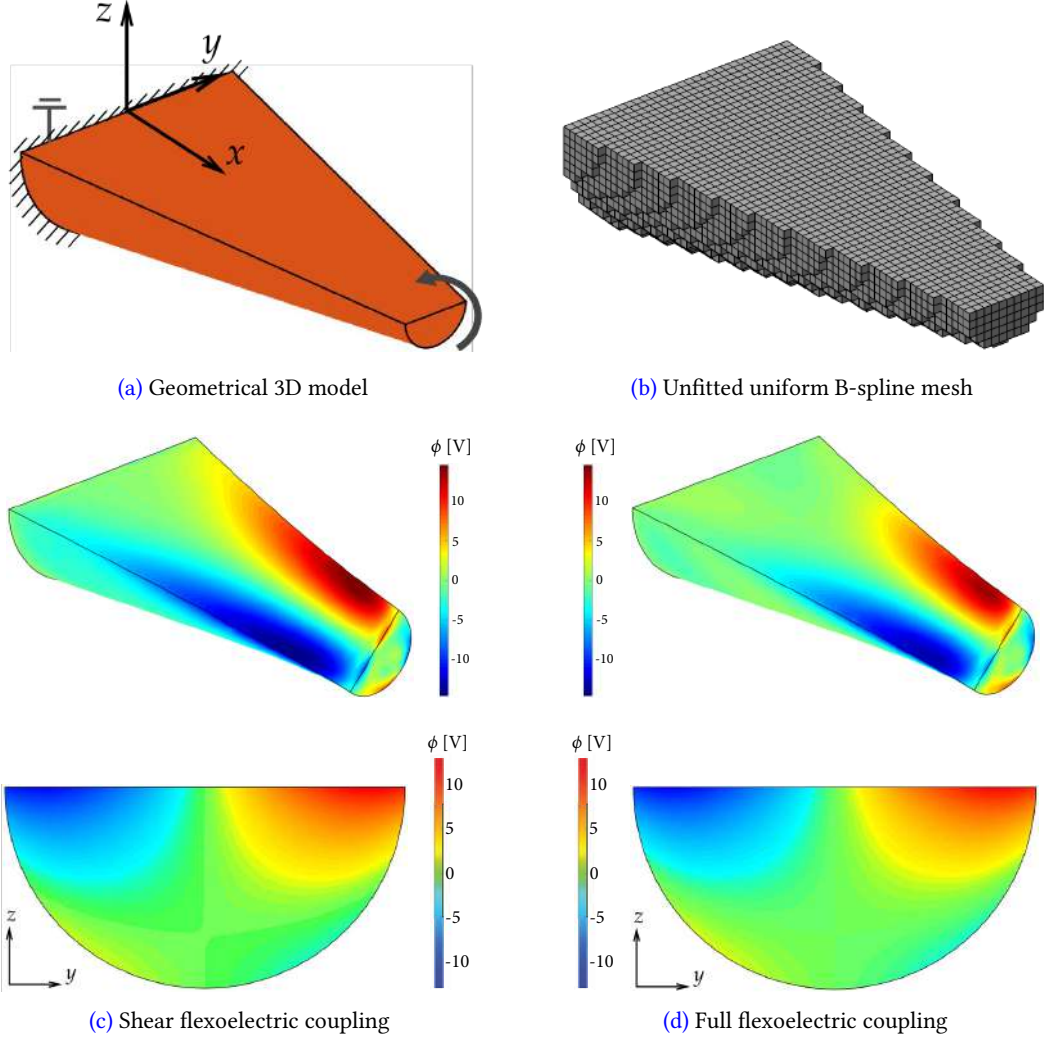 z
y
x
(a) Geometrical 3D model
(b) Unfitted uniform B-spline mesh
ϕ [V]
10
5
0
-5
-10
ϕ [V]
10
5
0
-5
-10
ϕ [V]
10
5
0
-5
-10
z
y
(c) Shear flexoelectric coupling
ϕ [V]
10
5
0
-5
-10
z
y
(d) Full flexoelectric coupling